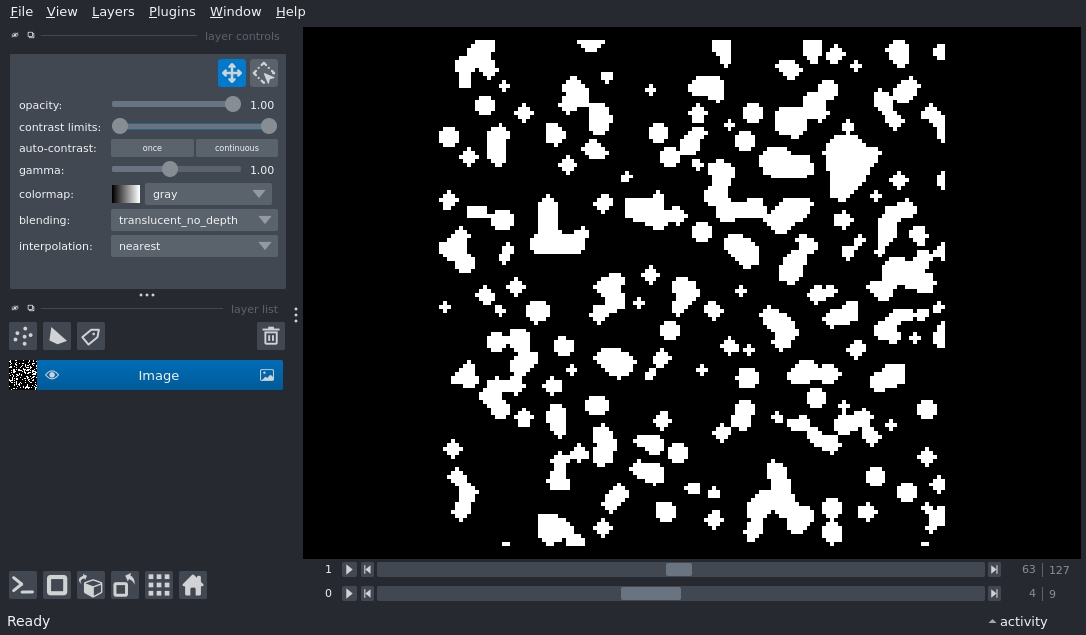 File View Layers Plugins Window Help
layer controls
opacity: 1.00
contrast limits:
auto-contrast: once continuous
gamma: 1.00
colormap: gray
blending: translucent_no_depth
interpolation: nearest
layer list
Image
1 63 127
0 4 9
Ready activity